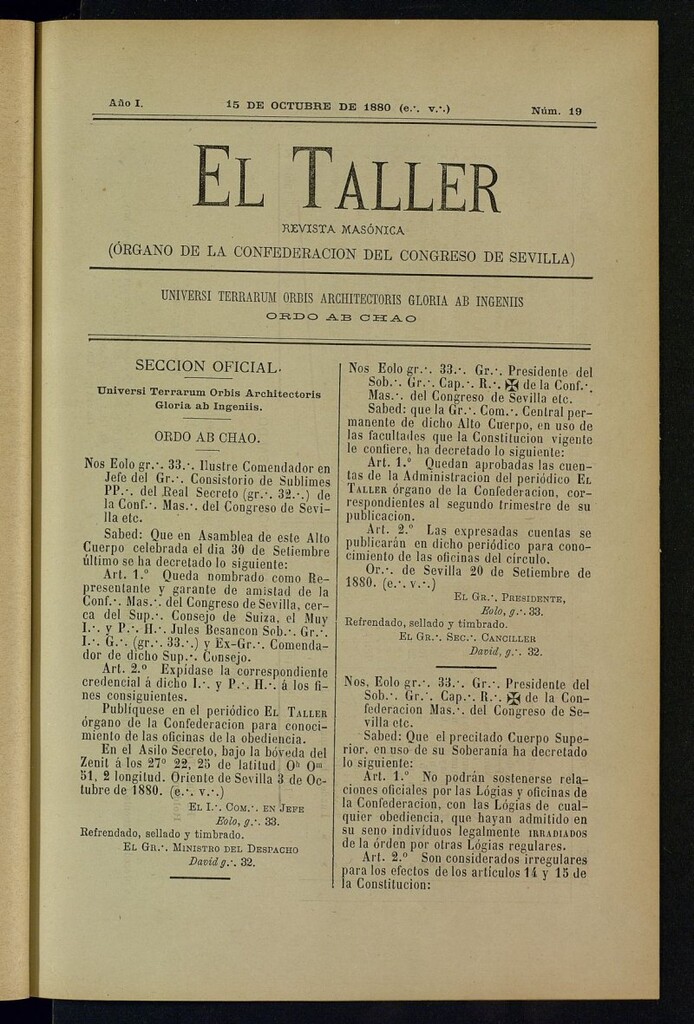 Año I.
15 DE OCTUBRE DE 1880 (e.·. v.·.)
Núm. 19
EL TALLER
REVISTA MASÓNICA
(ÓRGANO DE LA CONFEDERACION DEL CONGRESO DE SEVILLA)
UNIVERSI TERRARUM ORBIS ARCHITECTORIS GLORIA AB INGENIIS
ORDO AB CHAO
SECCION OFICIAL.
Universi Terrarum Orbis Architectoris
Gloria ab Ingeniis.
ORDO AB CHAO.
Nos Eolo gr.·. 33.·. Ilustre Comendador en
Jefe del Gr.·. Consistorio de Sublimes
PP.·. del Real Secreto (gr.·. 32.·.) de
la Conf.·. Mas.·. del Congreso de Sevi-
lla etc.
Sabed: Que en Asamblea de este Alto
Cuerpo celebrada el dia 30 de Setiembre
último se ha decretado lo siguiente:
Art. 1.º Queda nombrado como Re-
presentante y garante de amistad de la
Conf.·. Mas.·. del Congreso de Sevilla, cer-
ca del Sup.·. Consejo de Suiza, el Muy
I.·. y P.·. H.·. Jules Besancon Sob.·. Gr.·.
I.·. G.·. (gr.·. 33.·.) y Ex-Gr.·. Comenda-
dor de dicho Sup.·. Consejo.
Art. 2.º Expídase la correspondiente
credencial á dicho I.·. y P.·. H.·. á los fi-
nes consiguientes.
Publíquese en el periódico EL TALLER
órgano de la Confederacion para conoci-
miento de las oficinas de la obediencia.
En el Asilo Secreto, bajo la bóveda del
Zenit á los 27º 22, 25 de latitud, 0h 0m
51, 2 longitud. Oriente de Sevilla 3 de Oc-
tubre de 1880. (e.·. v.·.)
EL I.·. COM.·. EN JEFE
Eolo, g.·. 33.
Refrendado, sellado y timbrado.
EL GR.·. MINISTRO DEL DESPACHO
David g.·. 32.
Nos Eolo gr.·. 33.·. Gr.·. Presidente del
Sob.·. Gr.·. Cap.·. R.·. ✠ de la Conf.·.
Mas.·. del Congreso de Sevilla etc.
Sabed: que la Gr.·. Com.·. Central per-
manente de dicho Alto Cuerpo, en uso de
las facultades que la Constitucion vigente
le confiere, ha decretado lo siguiente:
Art. 1.º Quedan aprobadas las cuen-
tas de la Administracion del periódico EL
TALLER órgano de la Confederacion, cor-
respondientes al segundo trimestre de su
publicacion.
Art. 2.º Las expresadas cuentas se
publicarán en dicho periódico para cono-
cimiento de las oficinas del círculo.
Or.·. de Sevilla 20 de Setiembre de
1880. (e.·. v.·.)
EL GR.·. PRESIDENTE,
Eolo, g.·. 33.
Refrendado, sellado y timbrado.
EL GR.·. SEC.·. CANCILLER
David, g.·. 32.
Nos, Eolo gr.·. 33.·. Gr.·. Presidente del
Sob.·. Gr.·. Cap.·. R.·. ✠ de la Con-
federacion Mas.·. del Congreso de Se-
villa etc.
Sabed: Que el precitado Cuerpo Supe-
rior, en uso de su Soberanía ha decretado
lo siguiente:
Art. 1.º No podrán sostenerse rela-
ciones oficiales por las Lógias y oficinas de
la Confederacion, con las Lógias de cual-
quier obediencia, que hayan admitido en
su seno indivíduos legalmente IRRADIADOS
de la órden por otras Lógias regulares.
Art. 2.º Son considerados irregulares
para los efectos de los artículos 14 y 15 de
la Constitucion: